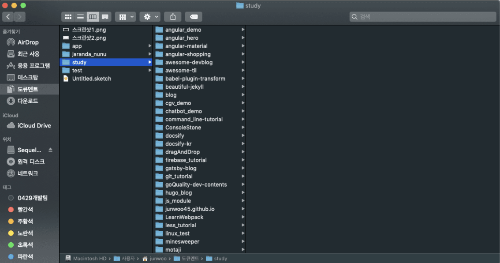 study
검색
즐겨찾기
AirDrop
최근 사용
응용 프로그램
데스크탑
도큐멘트
다운로드
iCloud
iCloud Drive
위치
Sequel...
원격 디스크
네트워크
태그
0429개발팀
빨간색
주황색
노란색
초록색
파란색
스크린샷1.png
스크린샷2.png
app
jaranda_nunu
study
test
Untitled.sketch
angular_demo
angular_hero
angular-material
angular-shopping
awesome-devblog
awesome-til
babel-plugin-transform
beautiful-jekyll
blog
cgv_demo
chatbot_demo
command_line-tutorial
ConsoleStone
docsify
docsify-kr
dragAndDrop
firebase_tutorial
gatsby-blog
git_tutorial
goQuality-dev-contents
hugo_blog
js_module
junwoo45.github.io
LearnWebpack
less_tutorial
linux_test
minesweeper
motaji
Macintosh HD
사용자
junwoo
도큐멘트
study